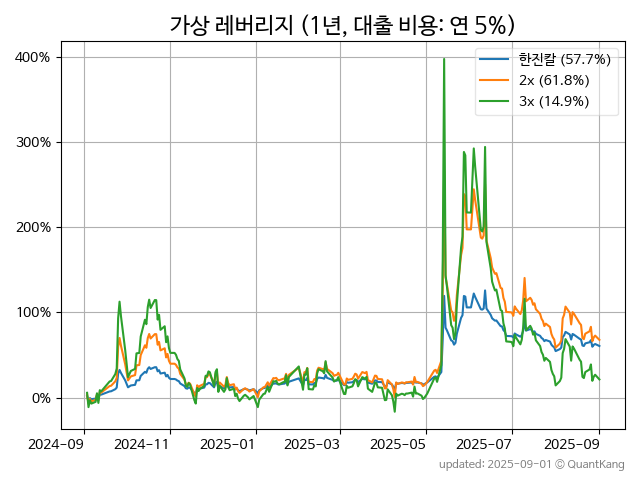 가상 레버리지 (1년, 대출 비용: 연 5%)
한진칼 (57.7%)
2x (61.8%)
3x (14.9%)
400%
300%
200%
100%
0%
2024-09
2024-11
2025-01
2025-03
2025-05
2025-07
2025-09
updated: 2025-09-01 © QuantKang